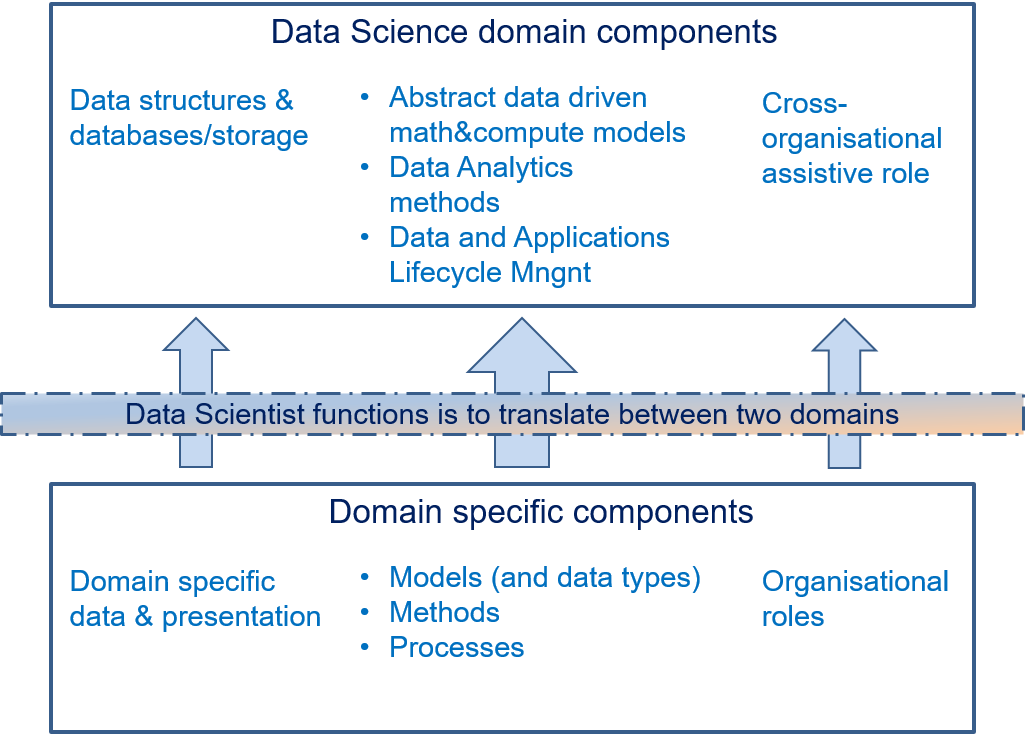 Data Science domain components
Data structures &
databases/storage
• Abstract data driven
math&compute models
• Data Analytics
methods
• Data and Applications
Lifecycle Mngnt
Cross-
organisational
assistive role
Data Scientist functions is to translate between two domains
Domain specific components
Domain specific
data & presentation
• Models (and data types)
• Methods
• Processes
Organisational
roles